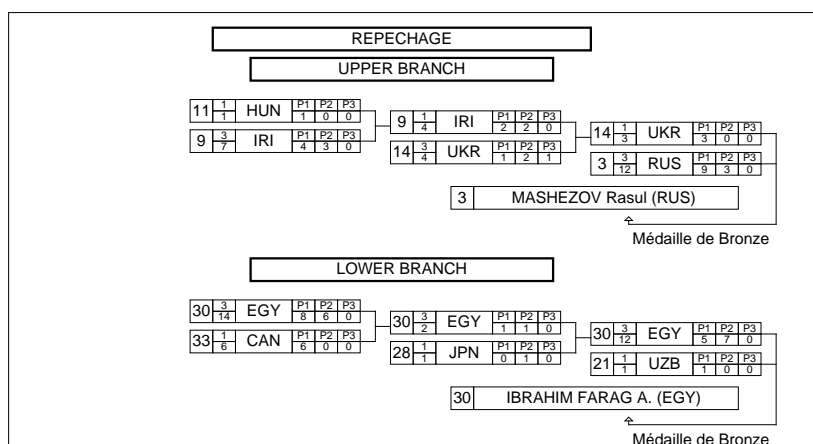 REPECHAGE
UPPER BRANCH
11 1 1 HUN P1 P2 P3 1 0 0
9 3 7 IRI P1 P2 P3 4 3 0
9 1 4 IRI P1 P2 P3 2 2 0
14 3 4 UKR P1 P2 P3 1 2 1
14 1 3 UKR P1 P2 P3 3 0 0
3 3 12 RUS P1 P2 P3 9 3 0
3 MASHEZOV Rasul (RUS)
Médaille de Bronze
LOWER BRANCH
30 3 14 EGY P1 P2 P3 8 6 0
33 1 6 CAN P1 P2 P3 6 0 0
30 3 2 EGY P1 P2 P3 1 1 0
28 1 1 JPN P1 P2 P3 0 1 0
30 3 12 EGY P1 P2 P3 5 7 0
21 1 1 UZB P1 P2 P3 1 0 0
30 IBRAHIM FARAG A. (EGY)
Médaille de Bronze